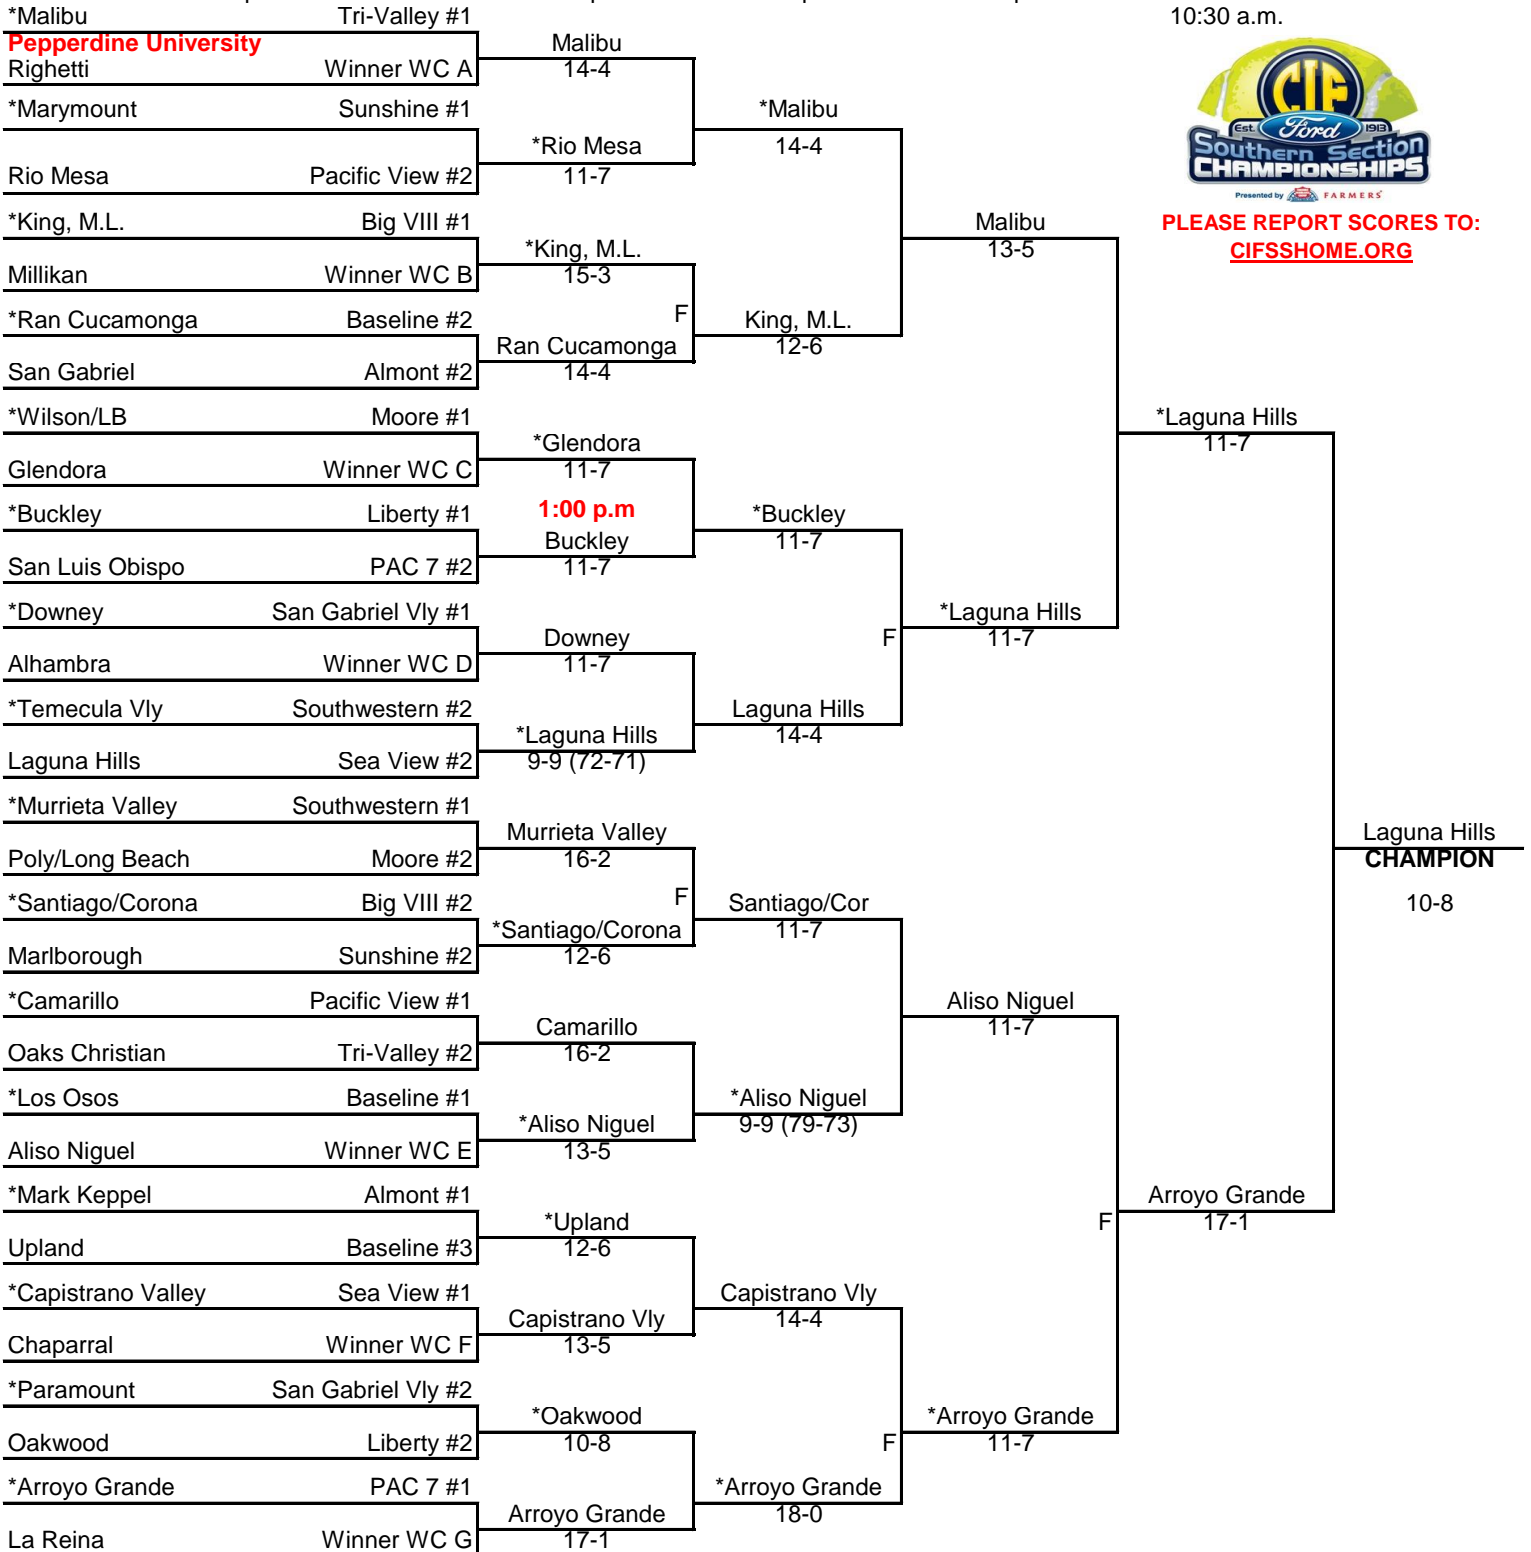 *Malibu Tri-Valley #1
Pepperdine University
Righetti Winner WC A
*Marymount Sunshine #1
Rio Mesa Pacific View #2
*King, M.L. Big VIII #1
Millikan Winner WC B
*Ran Cucamonga Baseline #2
San Gabriel Almont #2
*Wilson/LB Moore #1
Glendora Winner WC C
*Buckley Liberty #1
San Luis Obispo PAC 7 #2
*Downey San Gabriel Vly #1
Alhambra Winner WC D
*Temecula Vly Southwestern #2
Laguna Hills Sea View #2
*Murrieta Valley Southwestern #1
Poly/Long Beach Moore #2
*Santiago/Corona Big VIII #2
Marlborough Sunshine #2
*Camarillo Pacific View #1
Oaks Christian Tri-Valley #2
*Los Osos Baseline #1
Aliso Niguel Winner WC E
*Mark Keppel Almont #1
Upland Baseline #3
*Capistrano Valley Sea View #1
Chaparral Winner WC F
*Paramount San Gabriel Vly #2
Oakwood Liberty #2
*Arroyo Grande PAC 7 #1
La Reina Winner WC G
Malibu
14-4
*Rio Mesa
11-7
*King, M.L.
15-3
F
Ran Cucamonga
14-4
*Glendora
11-7
1:00 p.m
Buckley
11-7
Downey
11-7
*Laguna Hills
9-9 (72-71)
Murrieta Valley
16-2
F
*Santiago/Corona
12-6
Camarillo
16-2
*Aliso Niguel
13-5
*Upland
12-6
Capistrano Vly
13-5
*Oakwood
10-8
Arroyo Grande
17-1
*Malibu
14-4
King, M.L.
12-6
*Buckley
11-7
F
Laguna Hills
14-4
Santiago/Cor
11-7
*Aliso Niguel
9-9 (79-73)
Capistrano Vly
14-4
F
*Arroyo Grande
18-0
Malibu
13-5
*Laguna Hills
11-7
Aliso Niguel
11-7
F
*Arroyo Grande
11-7
*Laguna Hills
11-7
Arroyo Grande
17-1
Laguna Hills
CHAMPION
10-8
10:30 a.m.
CIF
Est. Ford 1913
Southern Section
CHAMPIONSHIPS
Presented by FARMERS
PLEASE REPORT SCORES TO:
CIFSSHOME.ORG